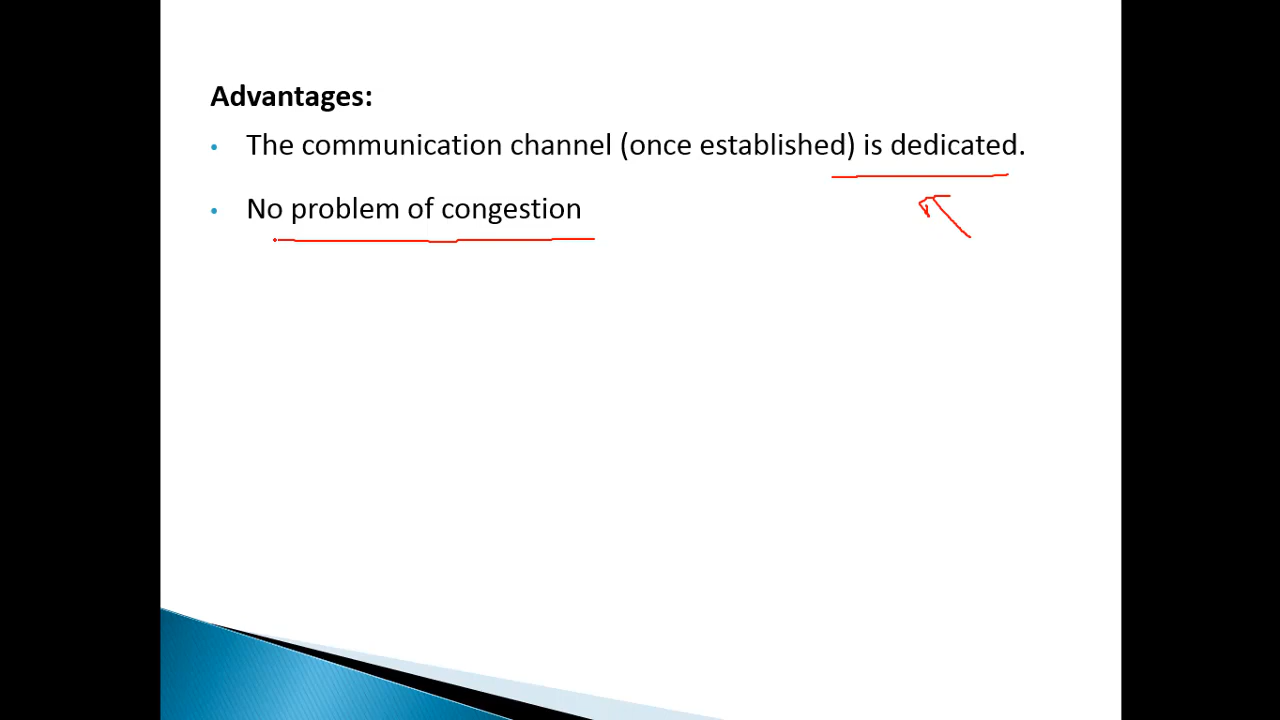 Advantages:
• The communication channel (once established) is dedicated.
• No problem of congestion